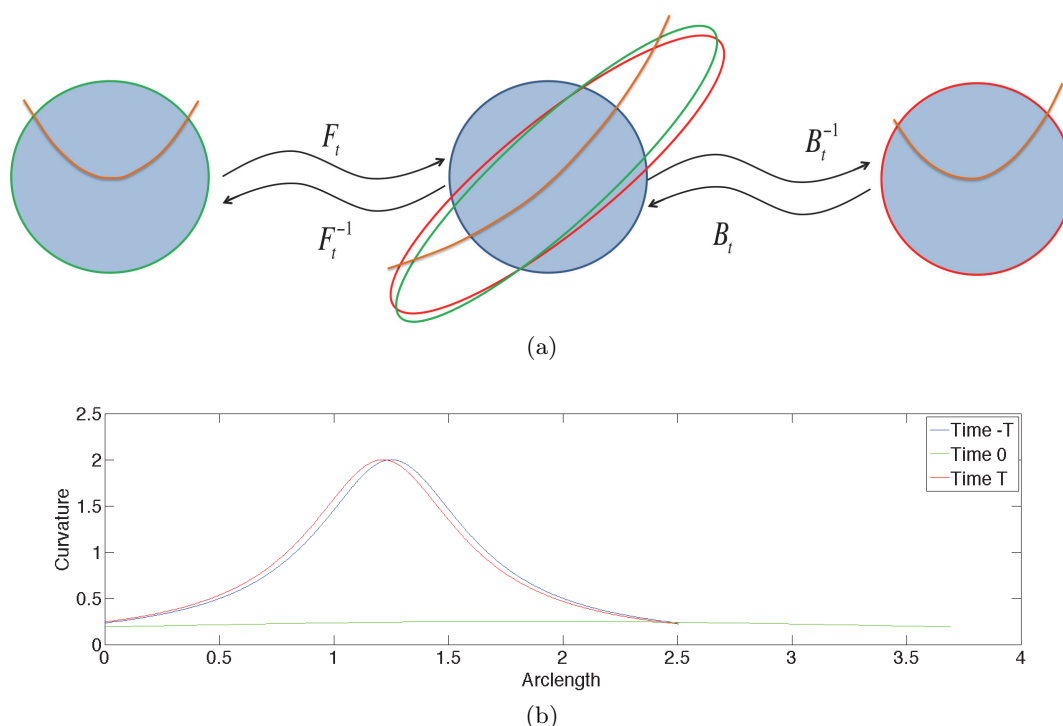 F_t
B_t^{-1}
F_t^{-1}
B_t
(a)
2.5
2
1.5
1
0.5
0
Curvature
Time -T
Time 0
Time T
0 0.5 1 1.5 2 2.5 3 3.5 4
Arclength
(b)